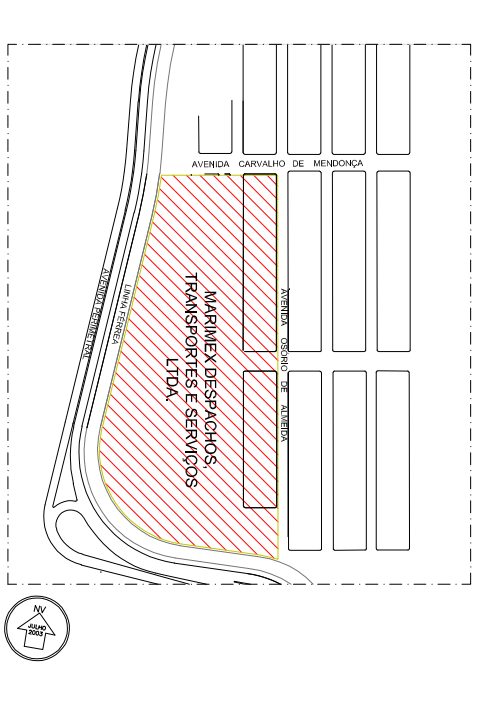 AVENIDA CARVALHO DE MENDONÇA
MARIMEX DESPACHOS,
TRANSPORTES E SERVIÇOS
LTDA.
AVENIDA OSÓRIO DE ALMEIDA
LINHA FÉRREA
AVENIDA PERIMETRAL
NV
JULHO
2003